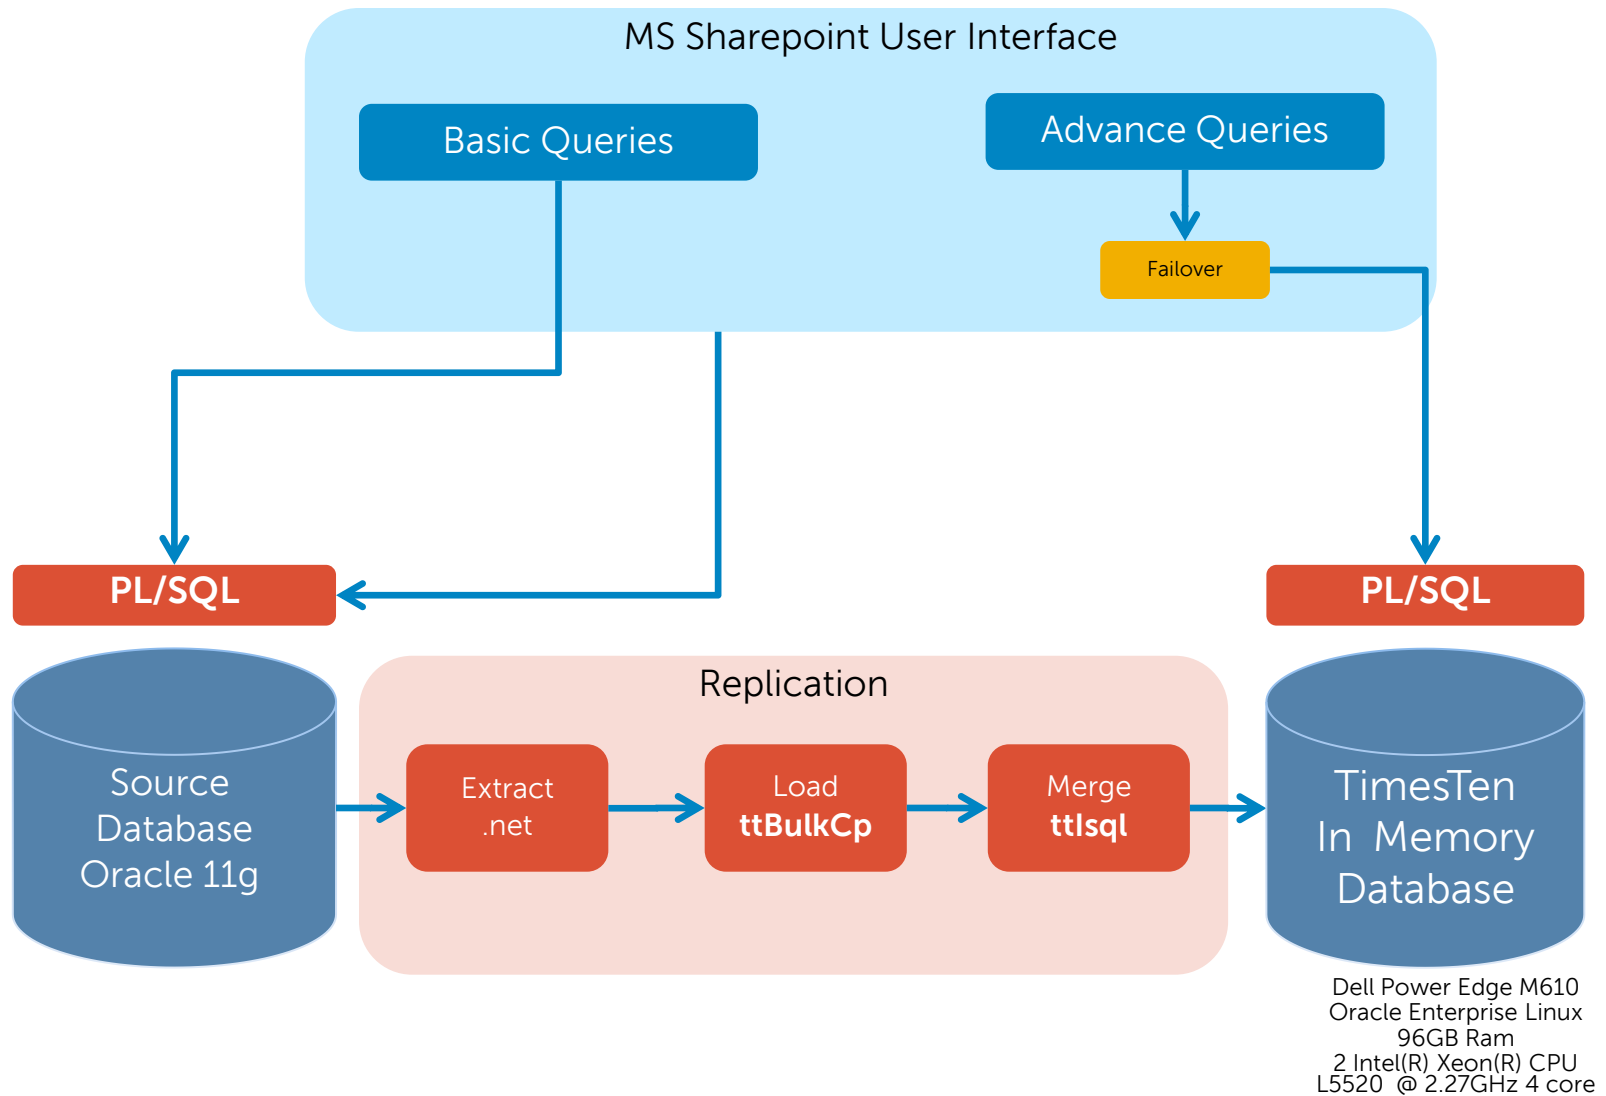 MS Sharepoint User Interface
Basic Queries
Advance Queries
Failover
PL/SQL
PL/SQL
Replication
Source
Database
Oracle 11g
Extract
.net
Load
ttBulkCp
Merge
ttIsql
TimesTen
In Memory
Database
Dell Power Edge M610
Oracle Enterprise Linux
96GB Ram
2 Intel(R) Xeon(R) CPU
L5520 @ 2.27GHz 4 core